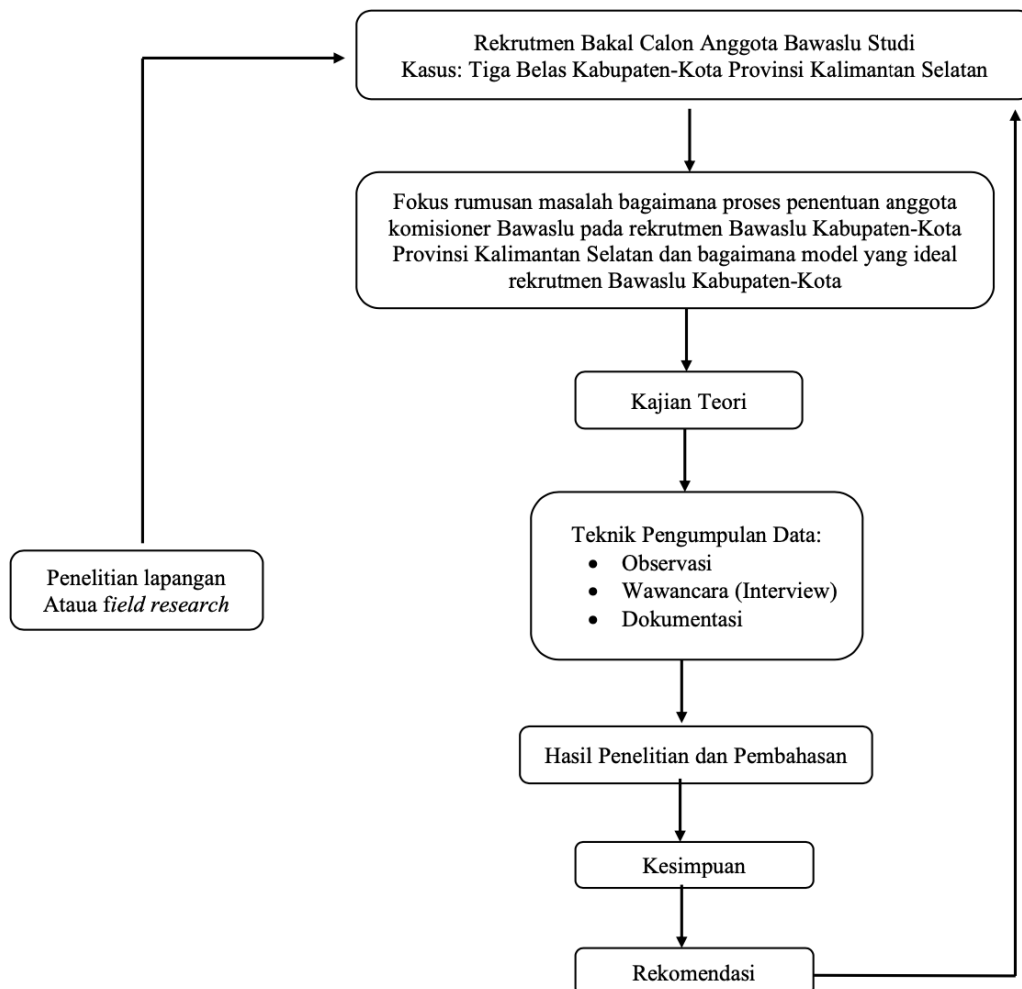 Rekrutmen Bakal Calon Anggota Bawaslu Studi
Kasus: Tiga Belas Kabupaten-Kota Provinsi Kalimantan Selatan
Fokus rumusan masalah bagaimana proses penentuan anggota
komisioner Bawaslu pada rekrutmen Bawaslu Kabupaten-Kota
Provinsi Kalimantan Selatan dan bagaimana model yang ideal
rekrutmen Bawaslu Kabupaten-Kota
Kajian Teori
Teknik Pengumpulan Data:
• Observasi
• Wawancara (Interview)
• Dokumentasi
Penelitian lapangan
Ataua field research
Hasil Penelitian dan Pembahasan
Kesimpuan
Rekomendasi